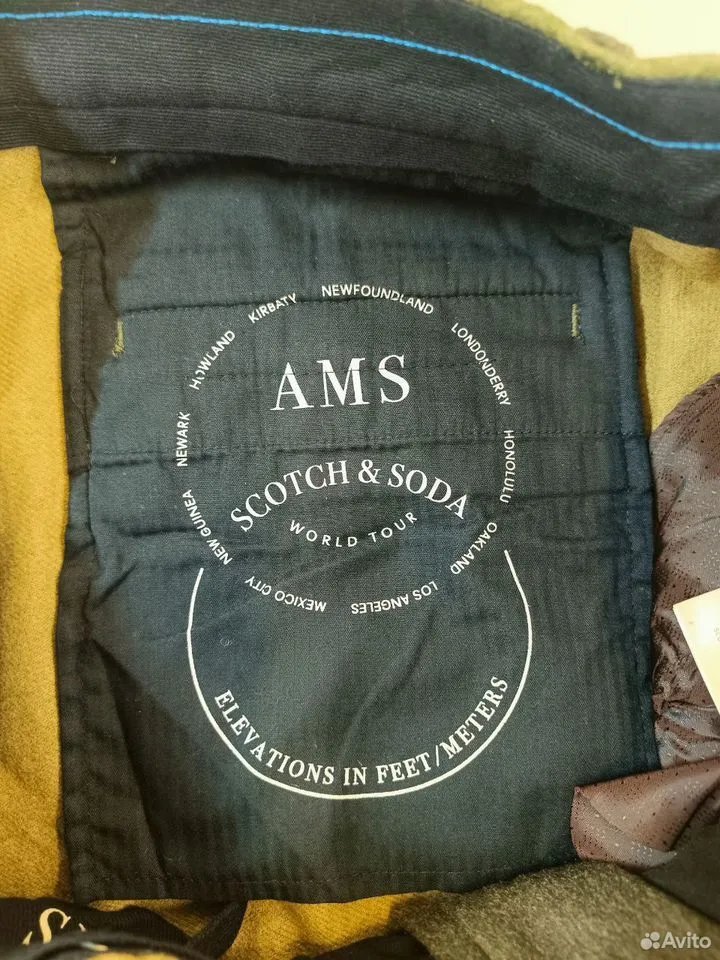 NEWFOUNDLAND
LONDONDERRY
HONOLULU
OAKLAND
LOS ANGELES
MEXICO CITY
NEW GUINEA
NEWARK
HOWLAND
KIRBATY
AMS
SCOTCH & SODA
WORLD TOUR
ELEVATIONS IN FEET/METERS
Avito